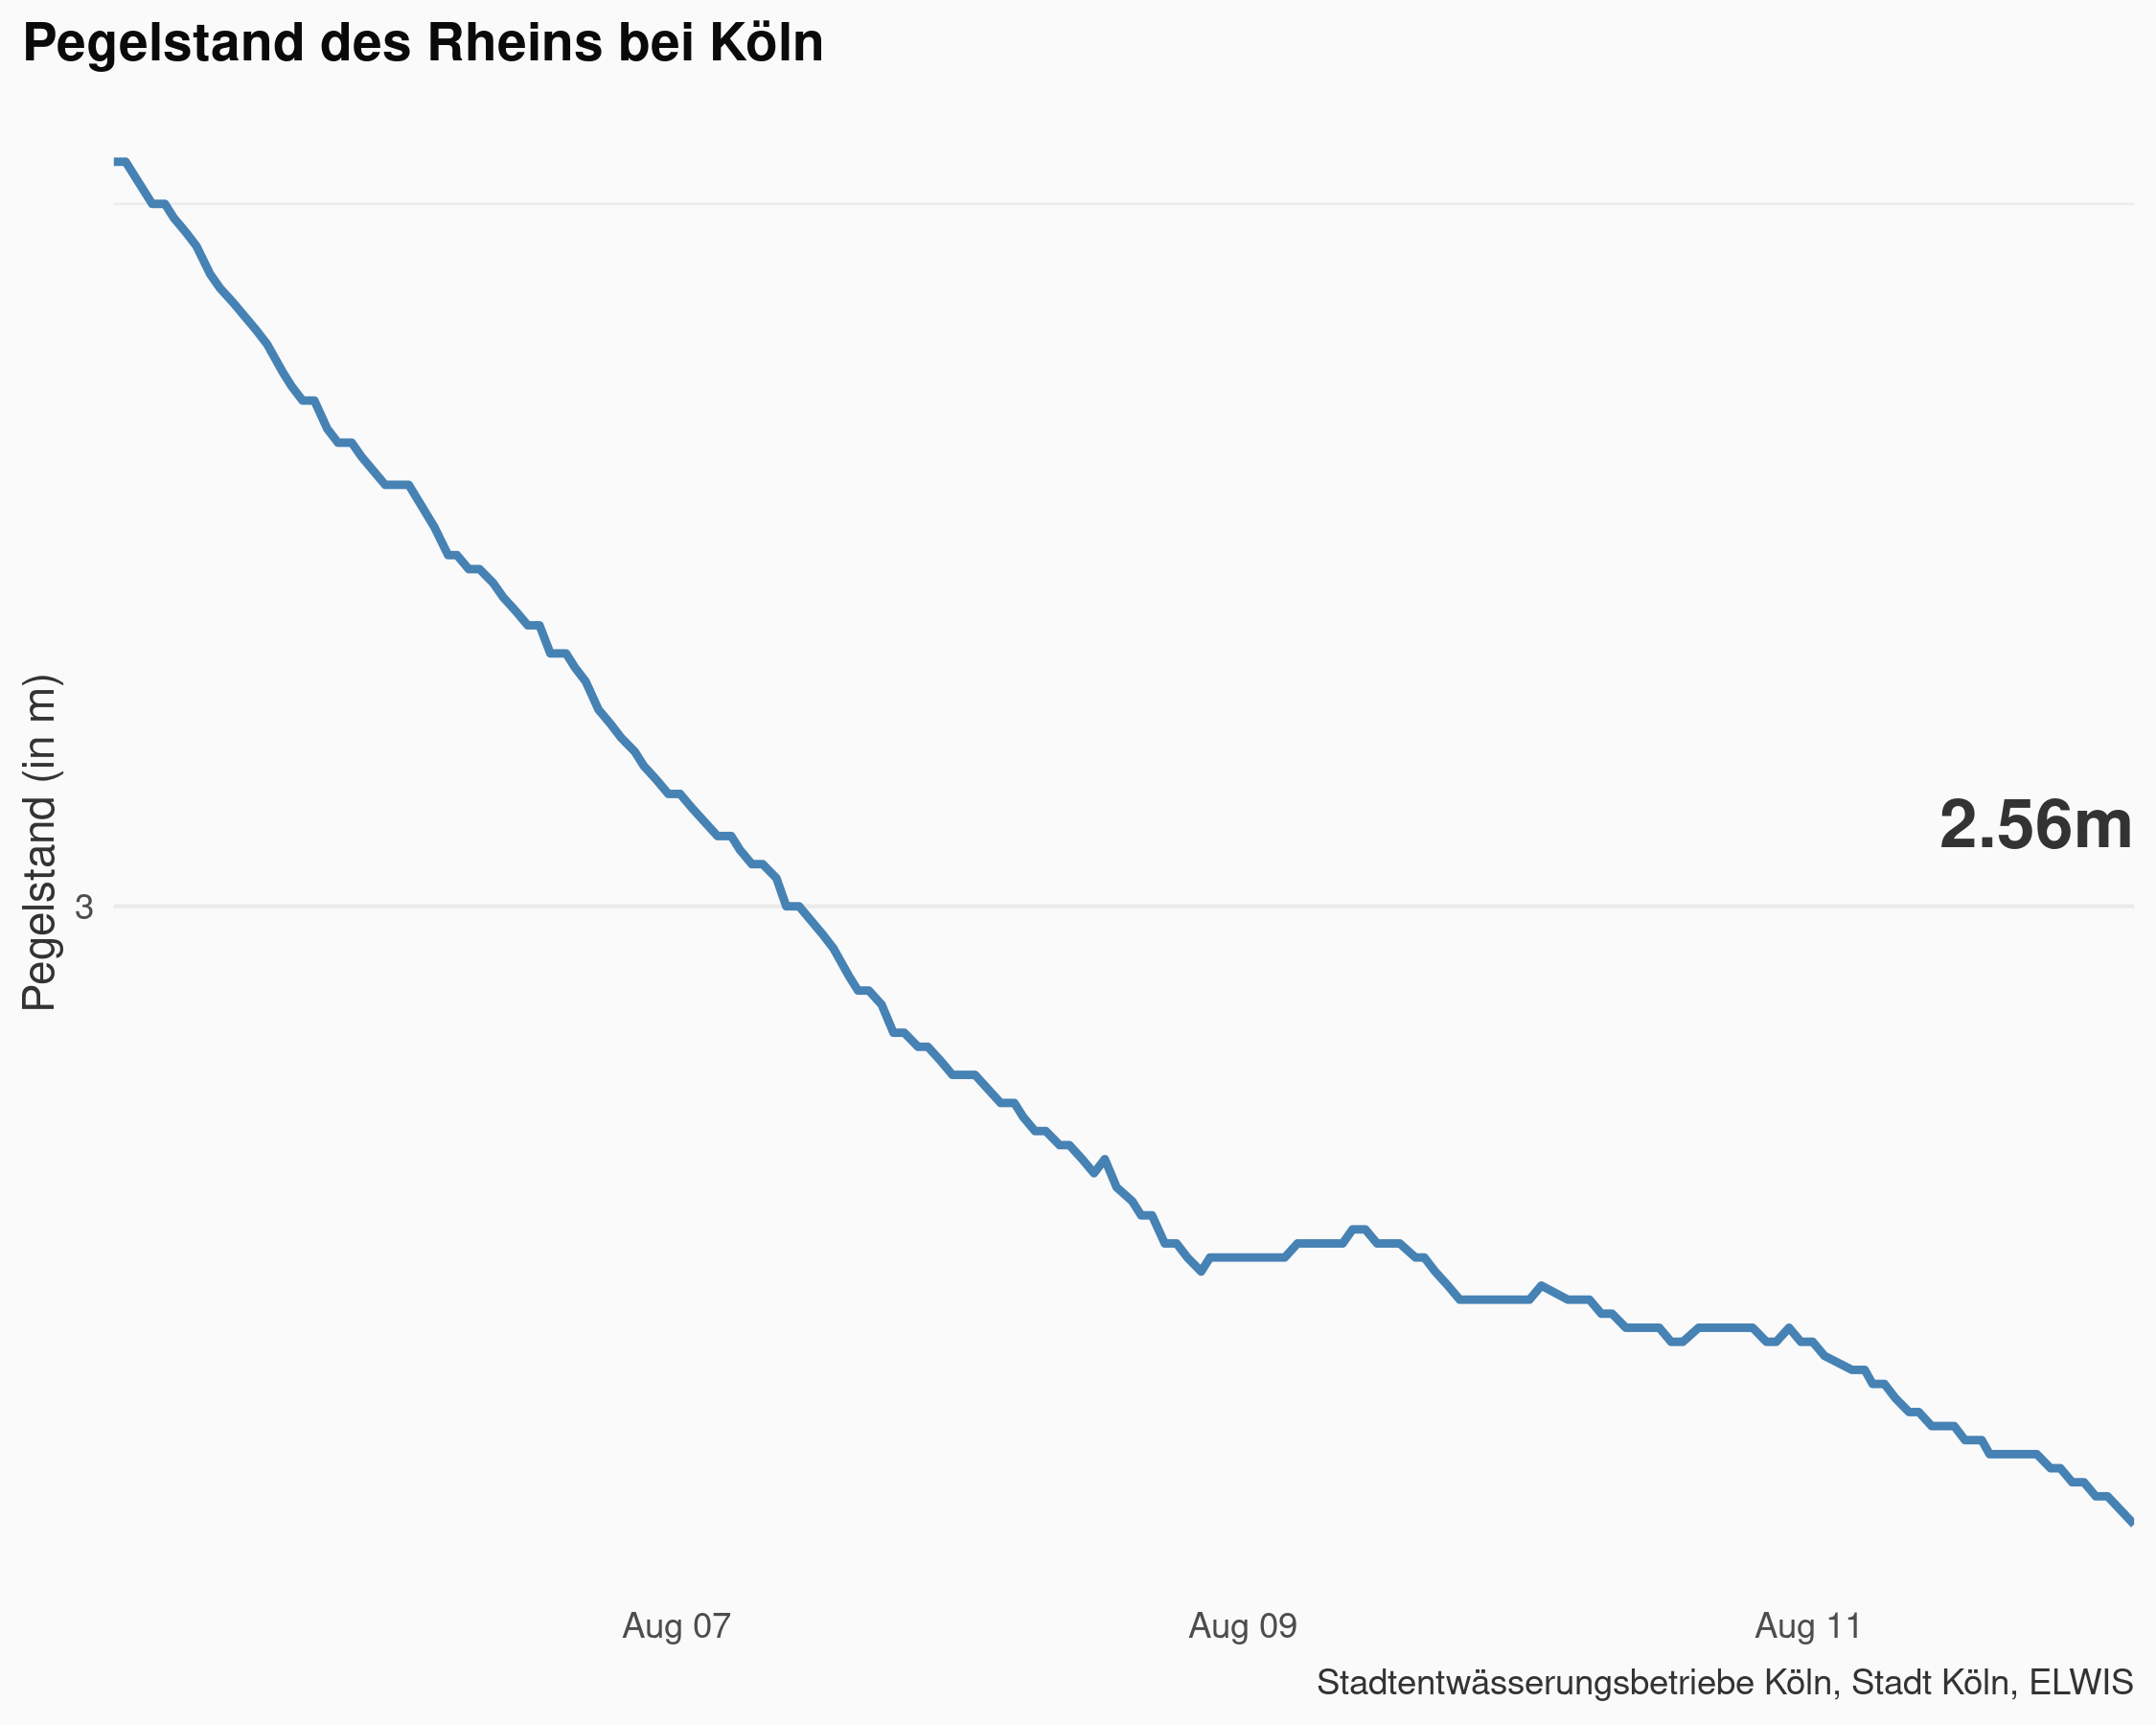 Pegelstand des Rheins bei Köln
Pegelstand (in m)
2.56m
3
Aug 07
Aug 09
Aug 11
Stadtentwässerungsbetriebe Köln, Stadt Köln, ELWIS